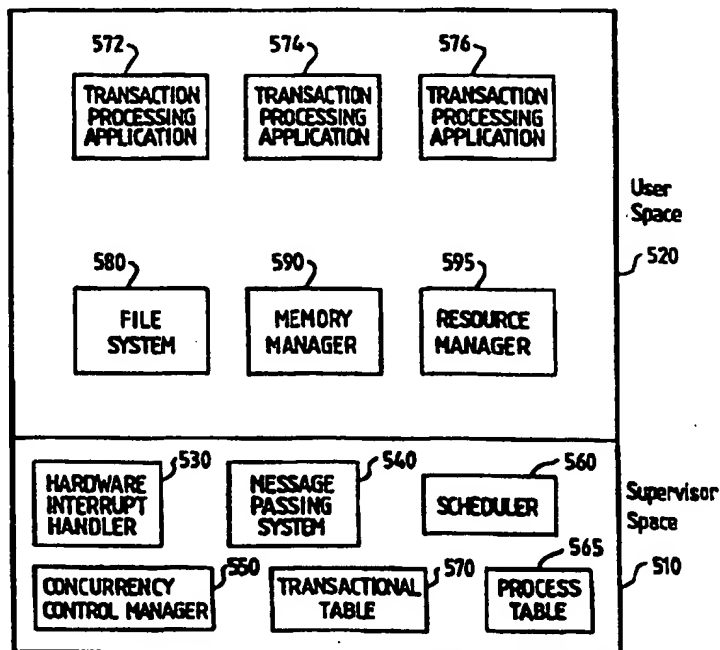 572 574 576
TRANSACTION PROCESSING APPLICATION
TRANSACTION PROCESSING APPLICATION
TRANSACTION PROCESSING APPLICATION
User
Space
520
580 590 595
FILE
SYSTEM
MEMORY
MANAGER
RESOURCE
MANAGER
530 540 560
HARDWARE
INTERRUPT
HANDLER
MESSAGE
PASSING
SYSTEM
SCHEDULER
Supervisor
Space
510
550 570 565
CONCURRENCY
CONTROL MANAGER
TRANSACTIONAL
TABLE
PROCESS
TABLE